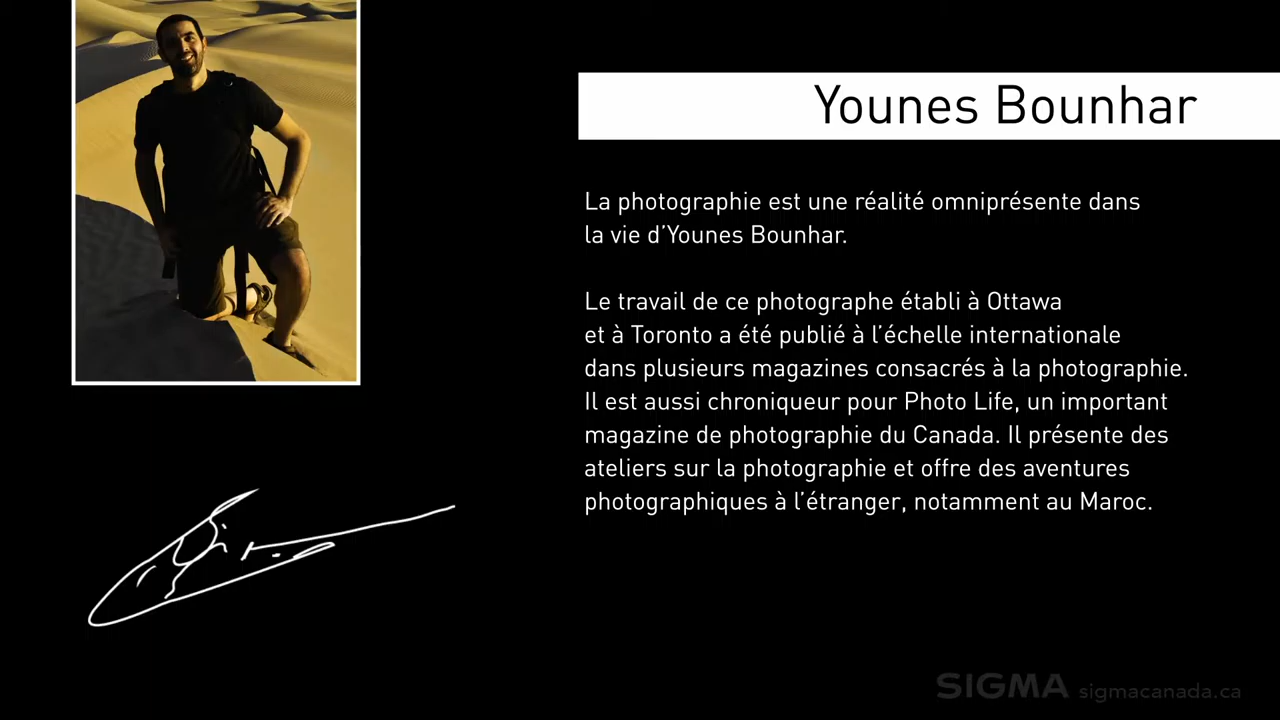 Younes Bounhar
La photographie est une réalité omniprésente dans
la vie d’Younes Bounhar.
Le travail de ce photographe établi à Ottawa
et à Toronto a été publié à l’échelle internationale
dans plusieurs magazines consacrés à la photographie.
Il est aussi chroniqueur pour Photo Life, un important
magazine de photographie du Canada. Il présente des
ateliers sur la photographie et offre des aventures
photographiques à l’étranger, notamment au Maroc.
SIGMA sigmacanada.ca